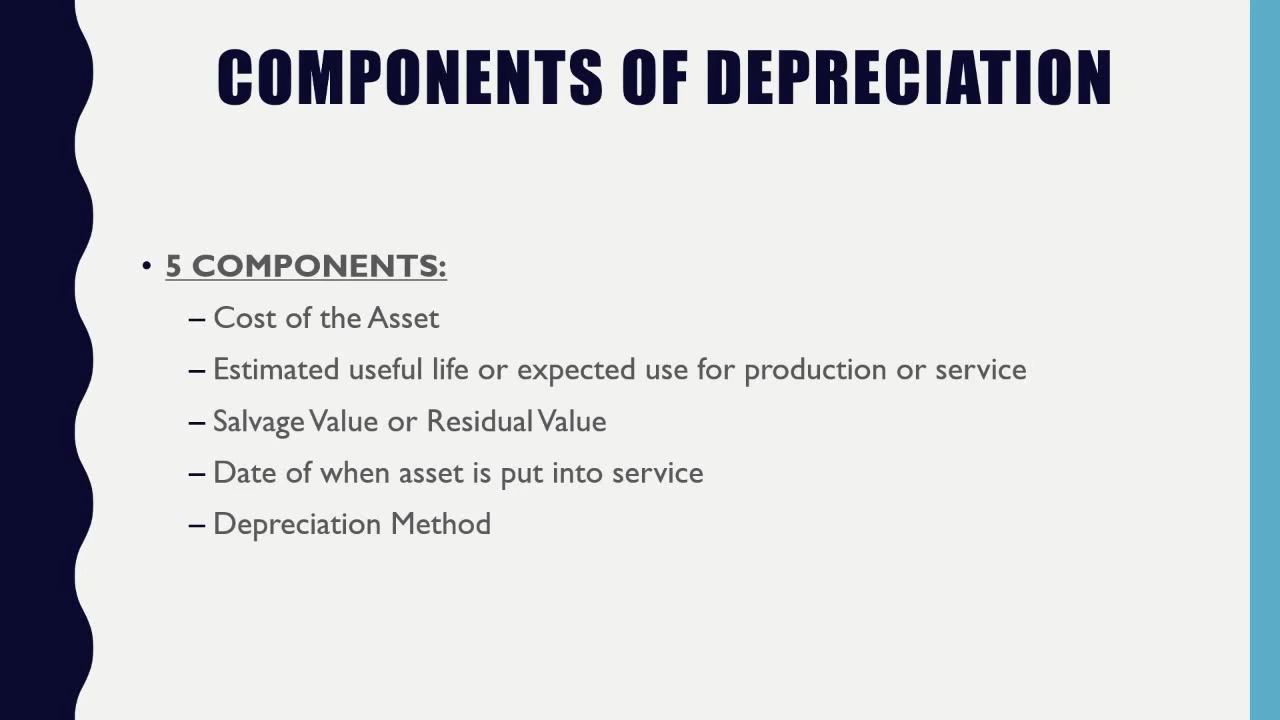 COMPONENTS OF DEPRECIATION
• 5 COMPONENTS:
– Cost of the Asset
– Estimated useful life or expected use for production or service
– Salvage Value or Residual Value
– Date of when asset is put into service
– Depreciation Method